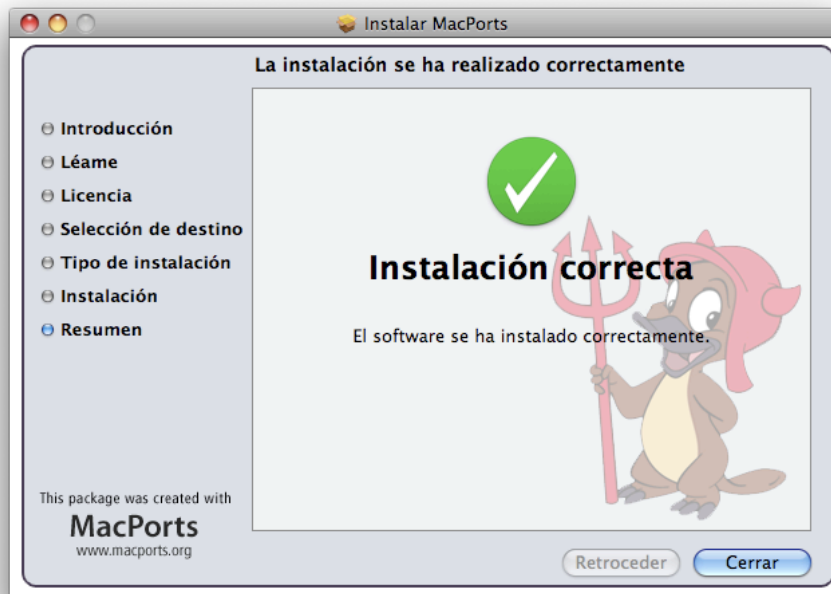 Instalar MacPorts
La instalación se ha realizado correctamente
Introducción
Léame
Licencia
Selección de destino
Tipo de instalación
Instalación
Resumen
Instalación correcta
El software se ha instalado correctamente.
This package was created with
MacPorts
www.macports.org
Retroceder
Cerrar